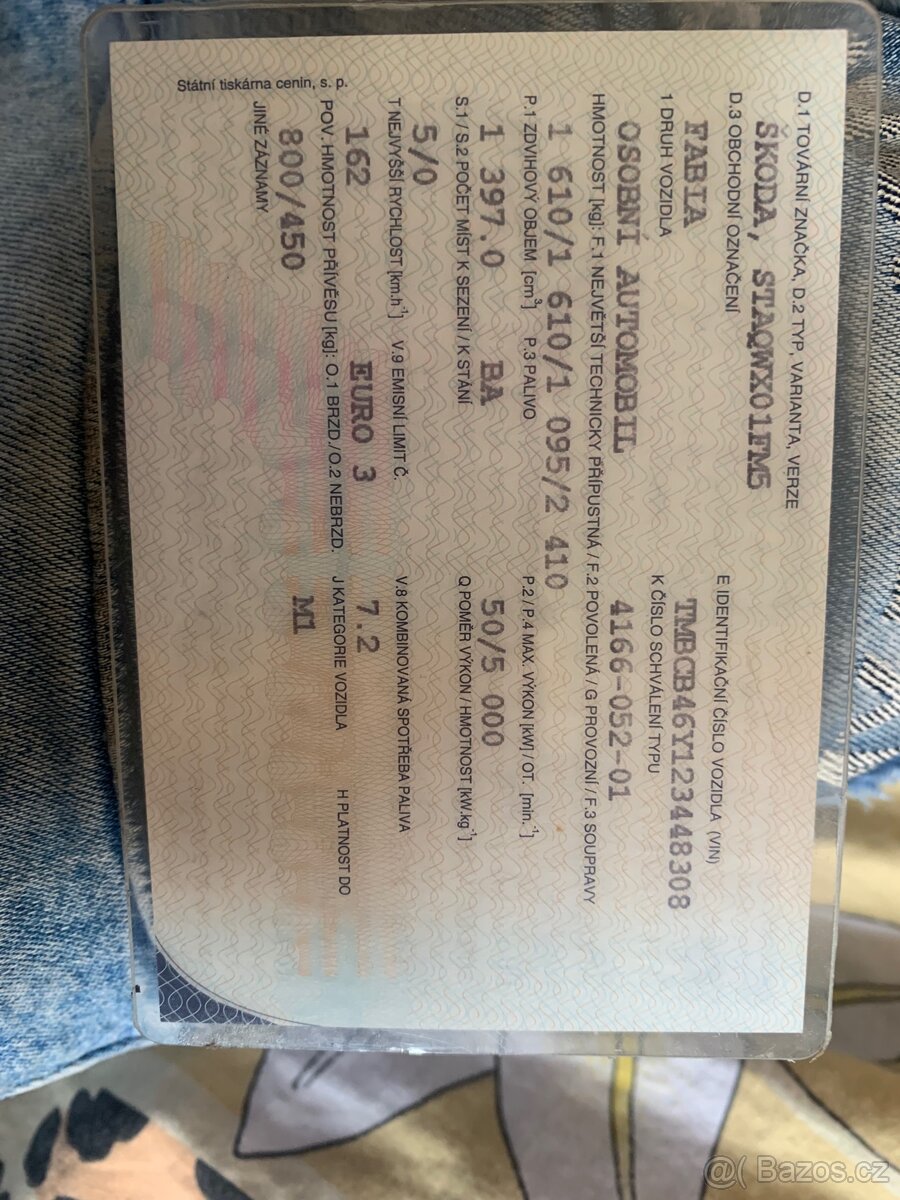 D.1 TOVÁRNÍ ZNAČKA, D.2 TYP, VARIANTA, VERZE
ŠKODA, STAQWX01FM5
D.3 OBCHODNÍ OZNAČENÍ
E IDENTIFIKAČNÍ ČÍSLO VOZIDLA (VIN)
FABIA
TMBCB46Y123448308
1 DRUH VOZIDLA
K ČÍSLO SCHVÁLENÍ TYPU
OSOBNÍ AUTOMOBIL
4166-052-01
HMOTNOST [kg]: F.1 NEJVĚTŠÍ TECHNICKY PŘÍPUSTNÁ / F.2 POVOLENÁ / G PROVOZNÍ / F.3 SOUPRAVY
1 610/1 610/1 095/2 410
P.1 ZDVIHOVÝ OBJEM [cm³] P.3 PALIVO P.2 / P.4 MAX. VÝKON [kW] / OT. [min.-1]
1 397.0 BA 50/5 000
S.1 / S.2 POČET MÍST K SEZENÍ / K STÁNÍ Q POMĚR VÝKON / HMOTNOST [kW.kg-1]
5/0
T NEJVYŠŠÍ RYCHLOST [km.h-1] V.9 EMISNÍ LIMIT Č. V.8 KOMBINOVANÁ SPOTŘEBA PALIVA
162 EURO 3 7.2
POV. HMOTNOST PŘÍVĚSU [kg]: O.1 BRZD./O.2 NEBRZD. J KATEGORIE VOZIDLA H PLATNOST DO
800/450 M1
JINÉ ZÁZNAMY
Státní tiskárna cenin, s. p.
@( Bazos.cz